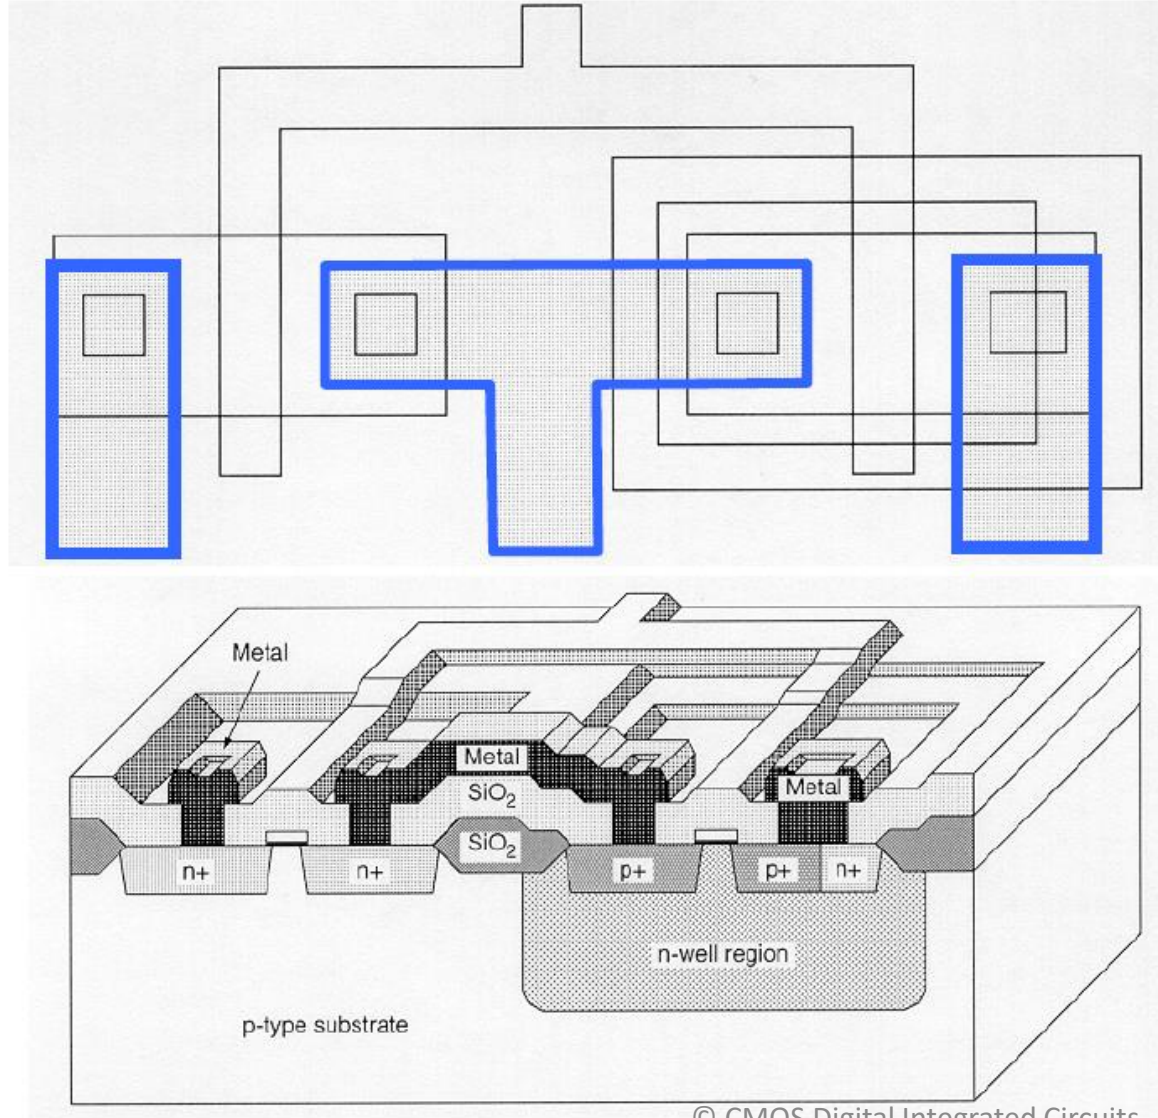 Metal
Metal
SiO2
Metal
SiO2
n+
n+
p+
p+
n+
n-well region
p-type substrate
© CMOS Digital Integrated Circuits